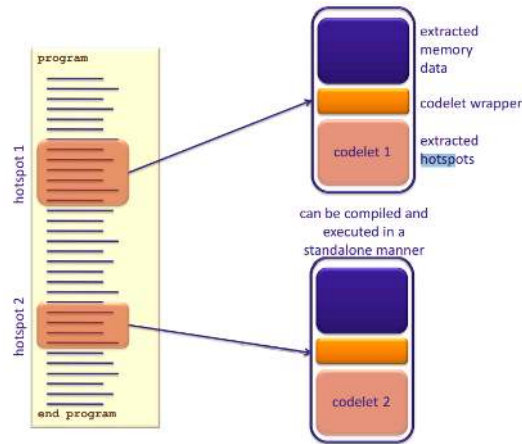 program
hotspot 1
hotspot 2
end program
extracted
memory
data
codelet wrapper
codelet 1
extracted
hotspots
can be compiled and
executed in a
standalone manner
codelet 2